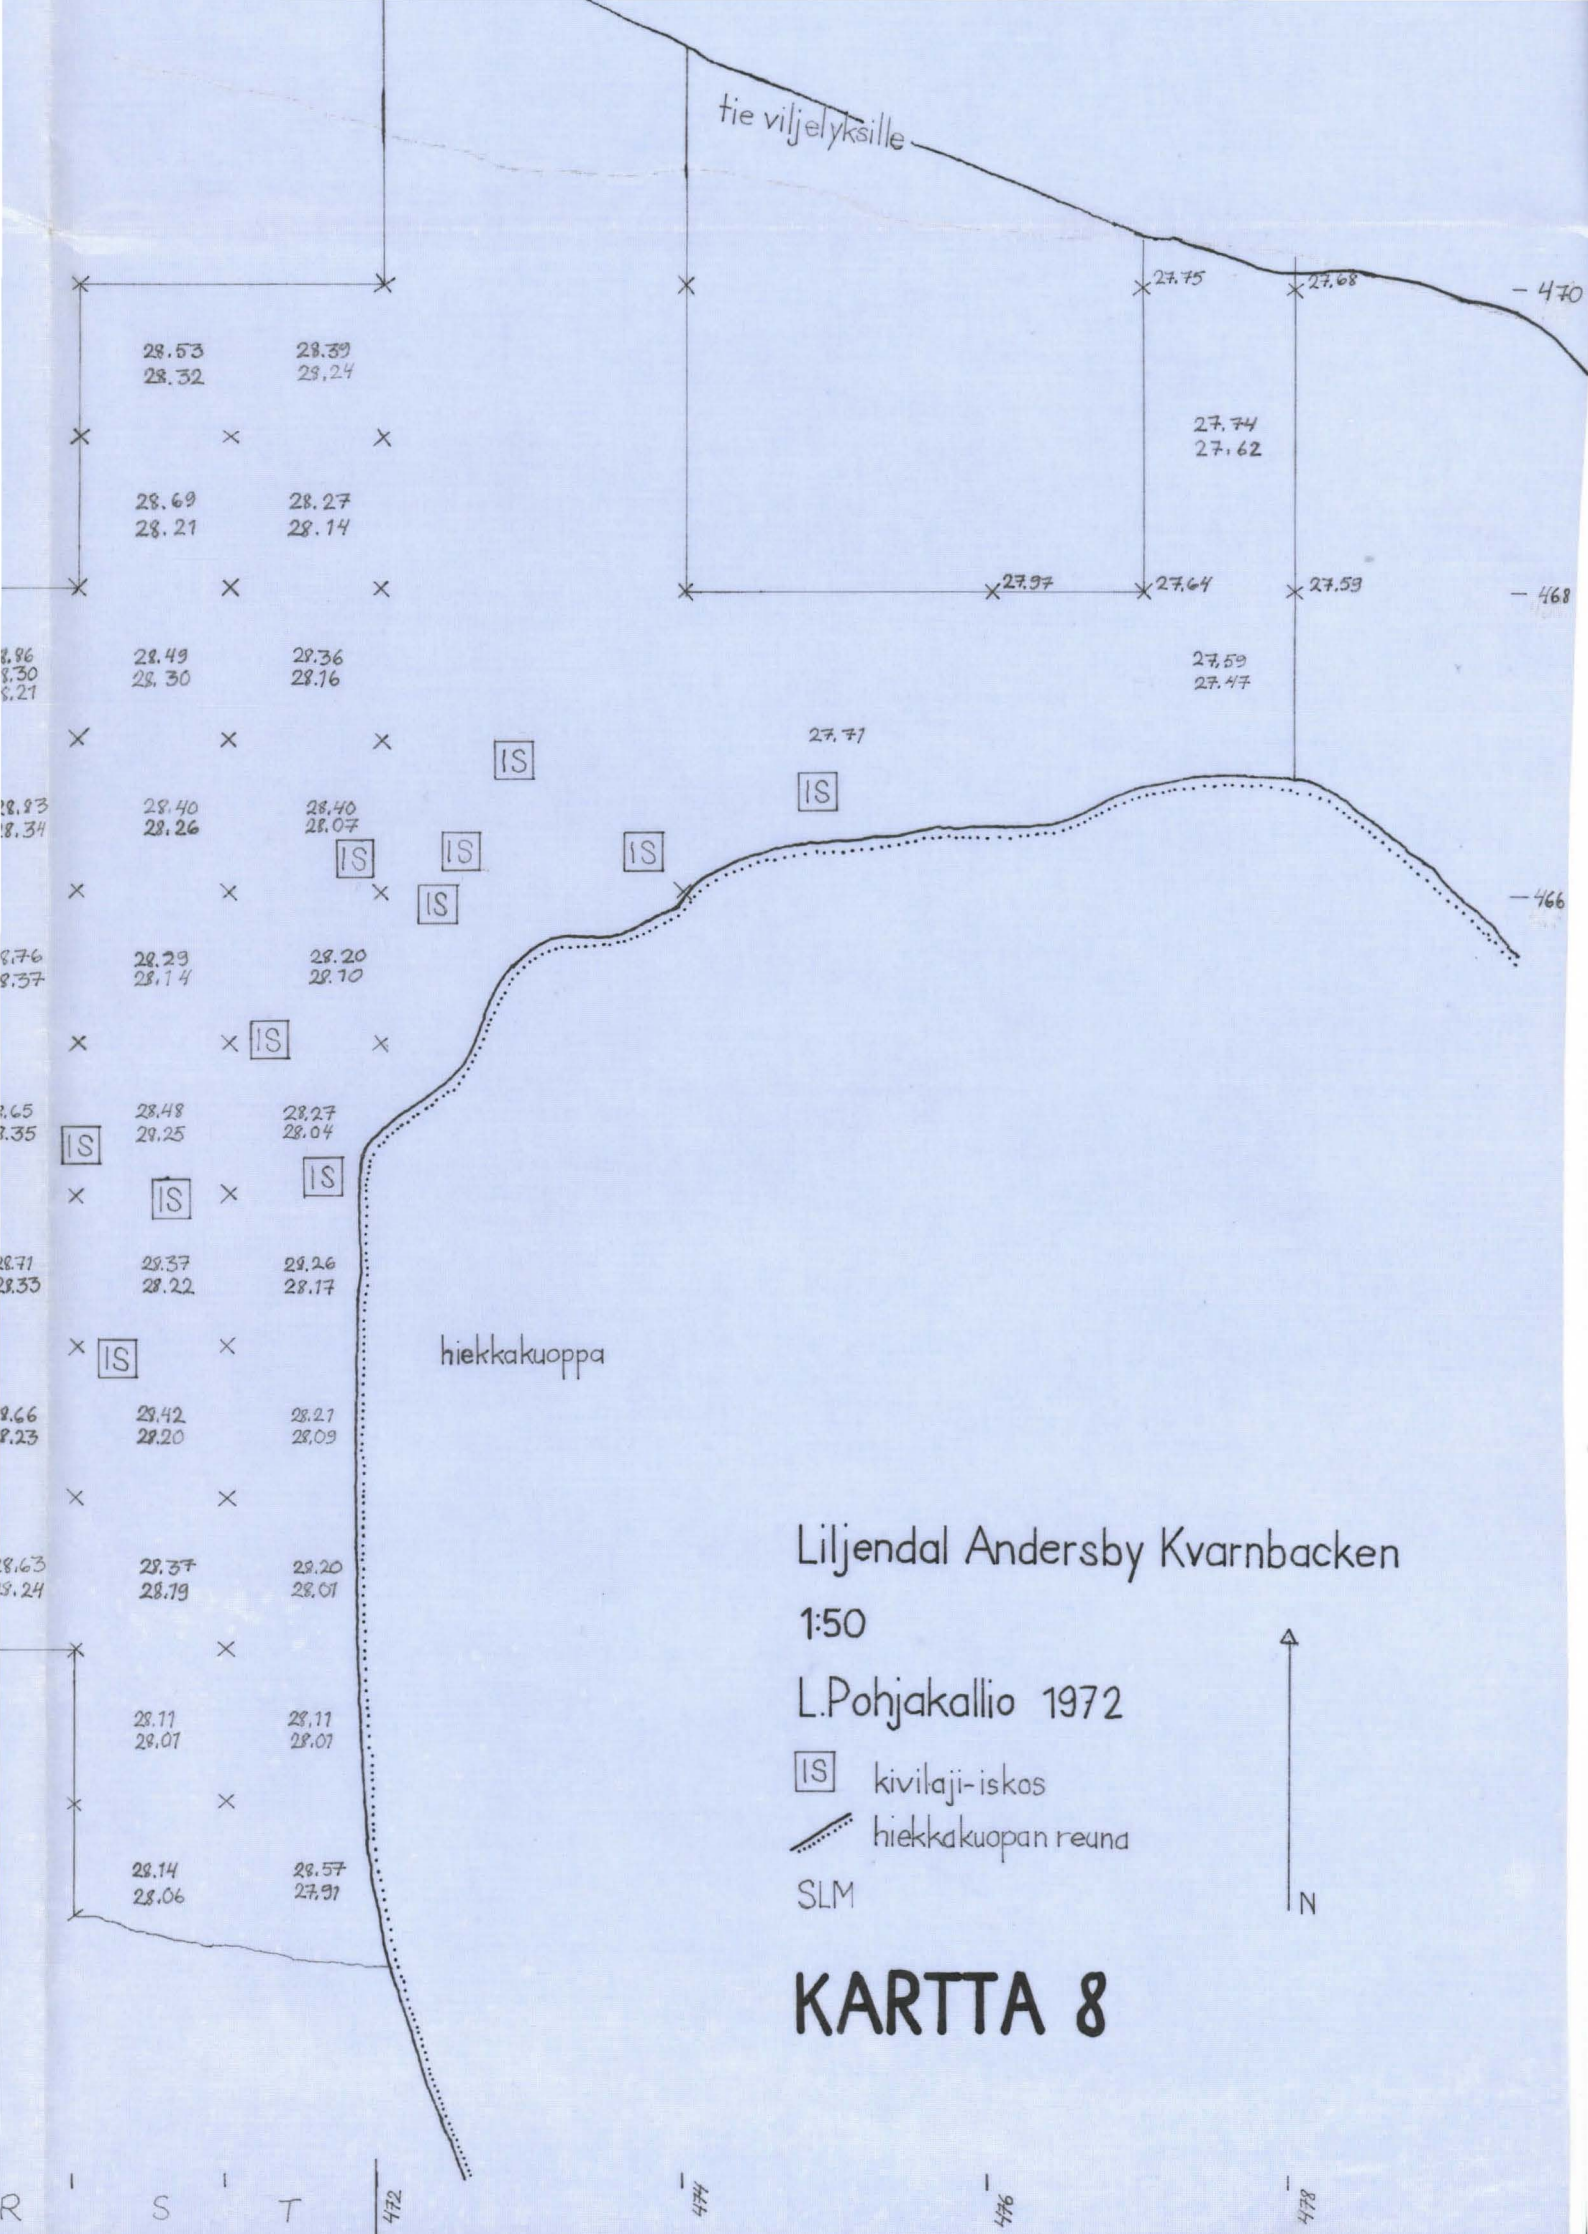 tie viljelyksille
27.75
27.68
470
28.53 28.39
28.32 28,24
27.74
27.62
28.69 28.27
28.21 28.14
27.97 27.64 27.59
468
28.49 28.36
28.30 28.16
27,59
27.47
27.71
IS
IS
28.40 28,40
28.26 28.07
IS IS IS
IS
466
28.29 28.20
28.14 28.10
IS
28,48 28,27
28,25 28.04
IS
IS
IS
28.37 28.26
28.22 28.17
IS
hiekkakuoppa
28,42 28.21
28.20 28,09
28.37 28.20
28.19 28.01
28.11 28,11
28,01 28.01
28.14 28.57
28.06 27.91
Liljendal Andersby Kvarnbacken
1:50
L.Pohjakallio 1972
IS kivilaji-iskos
hiekkakuopan reuna
SLM
N
KARTTA 8
R S T 472 474 476 478